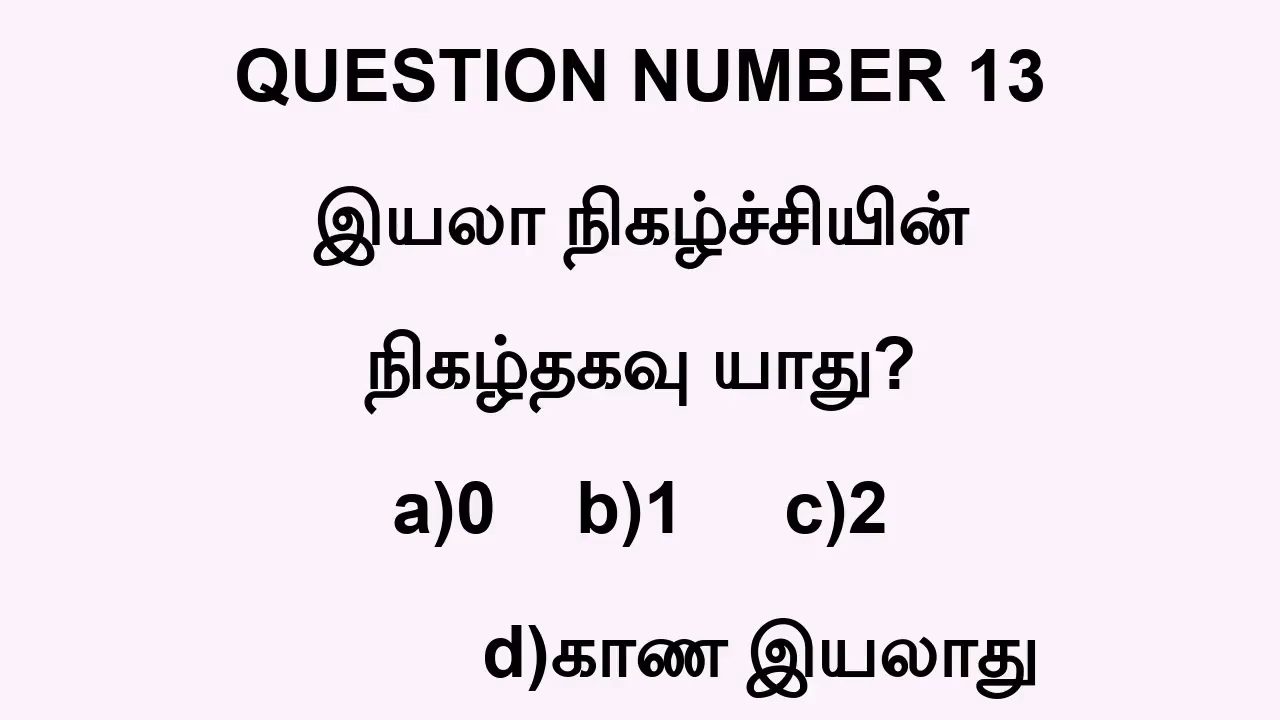 QUESTION NUMBER 13
இயலா நிகழ்ச்சியின்
நிகழ்தகவு யாது?
a)0 b)1 c)2
d)காண இயலாது